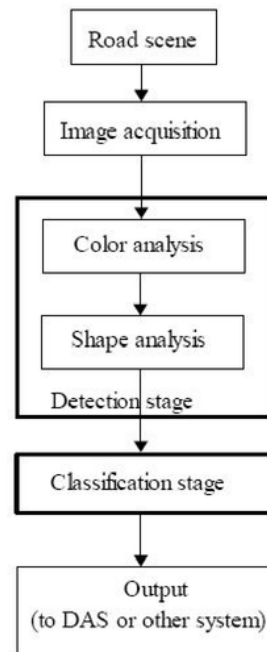 Road scene
Image acquisition
Color analysis
Shape analysis
Detection stage
Classification stage
Output
(to DAS or other system)